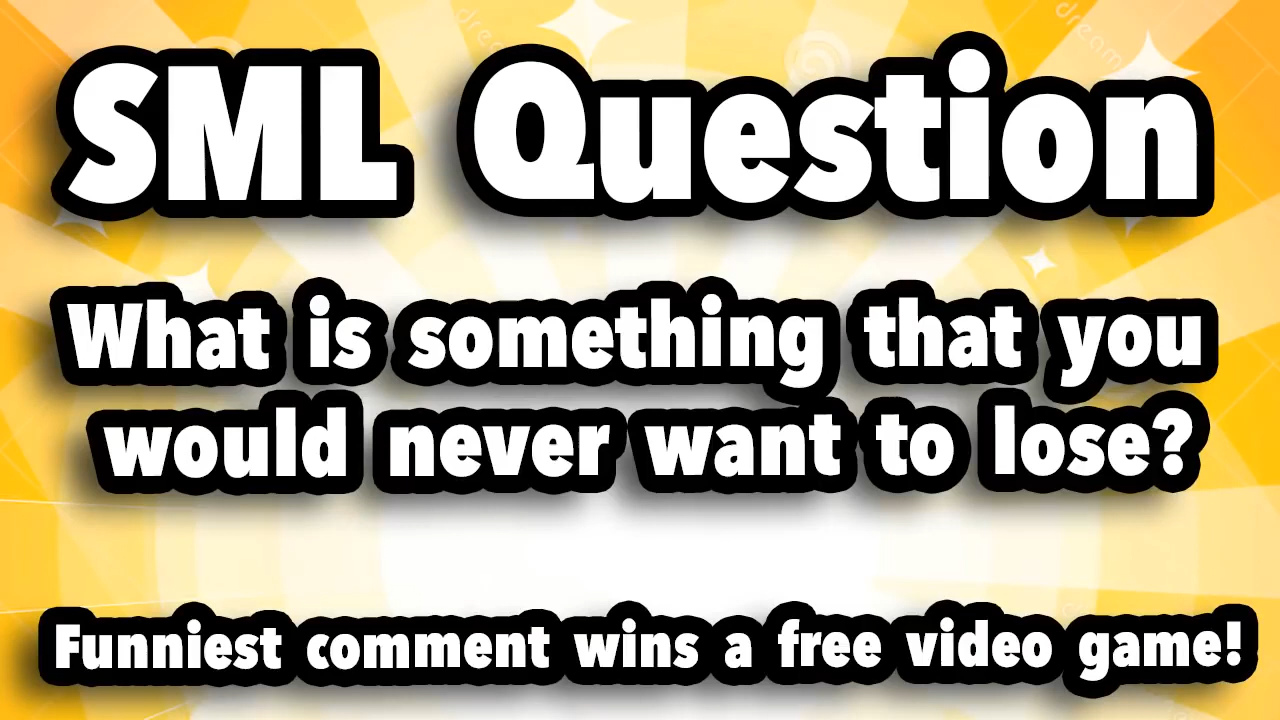 SML Question
What is something that you
would never want to lose?
Funniest comment wins a free video game!